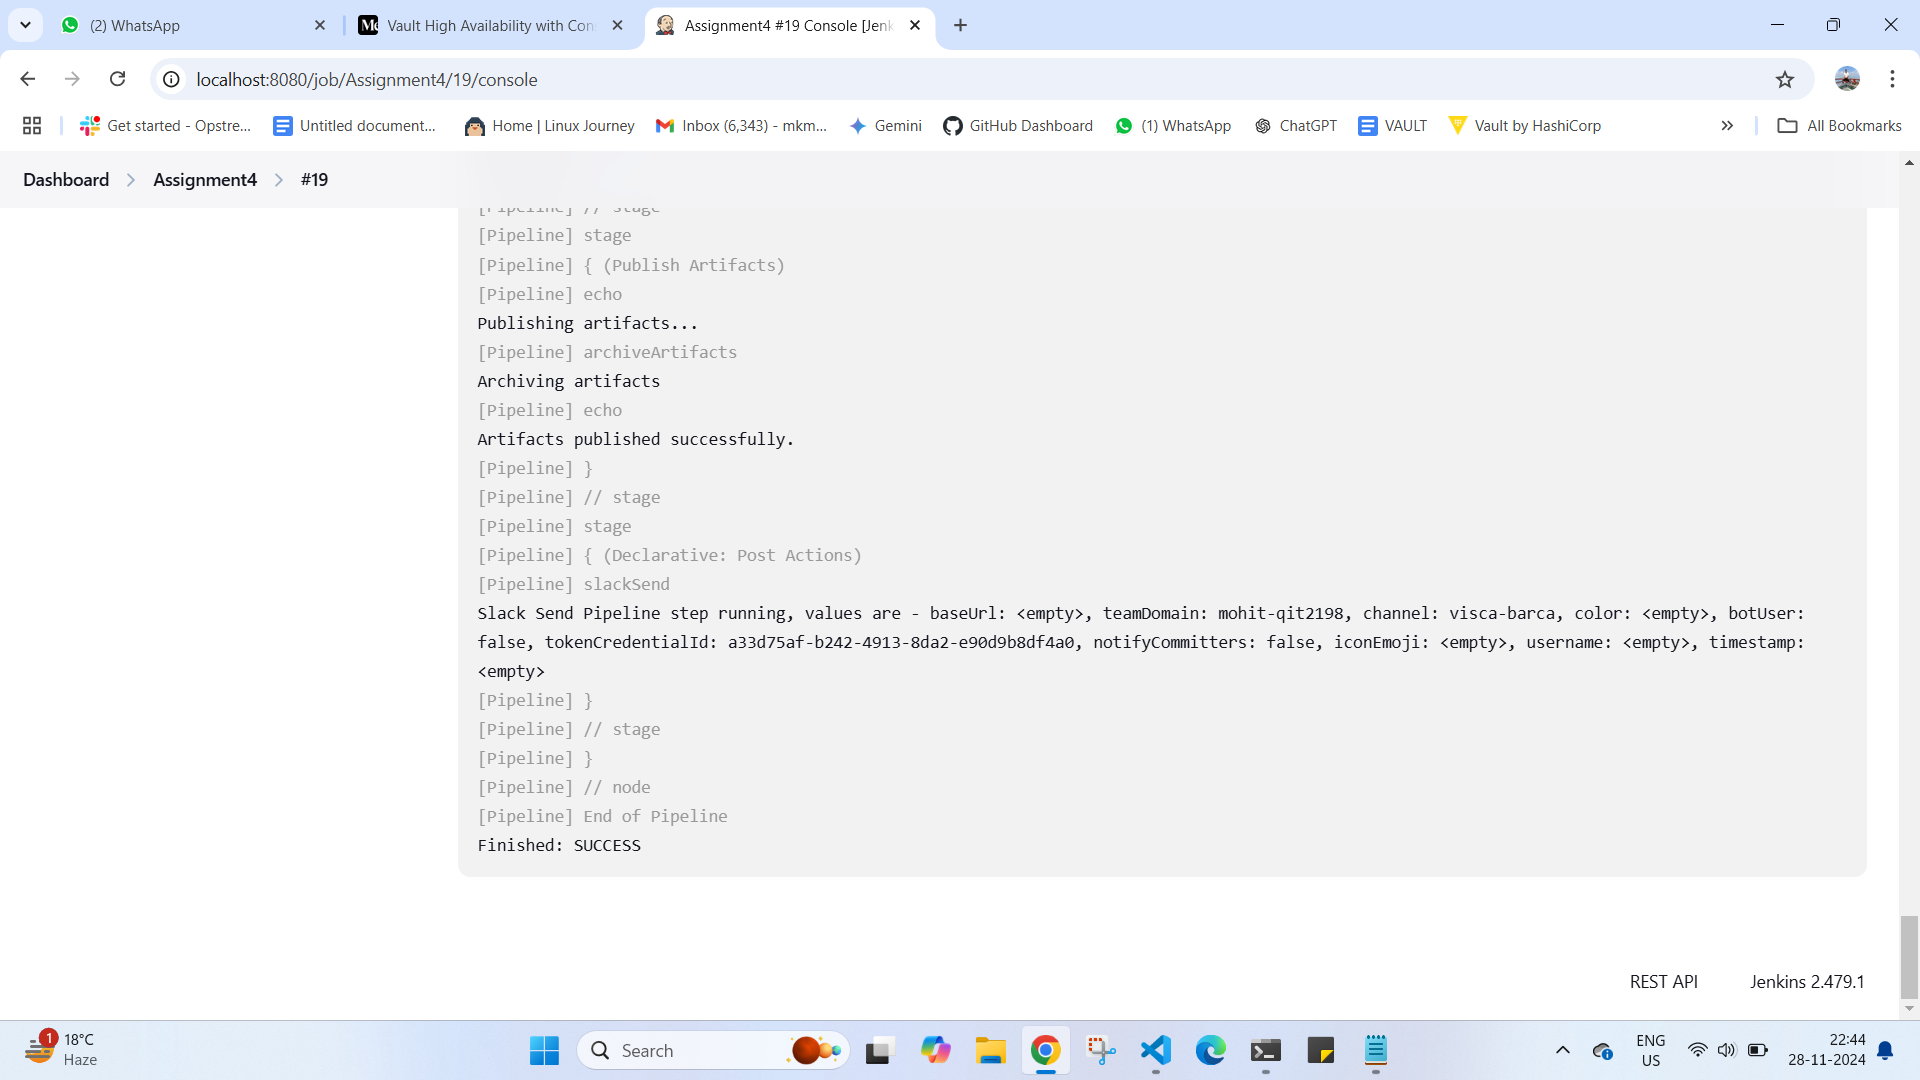 (2) WhatsApp
Vault High Availability with Con
Assignment4 #19 Console [Jenk
localhost:8080/job/Assignment4/19/console
Get started - Opstre...
Untitled document...
Home | Linux Journey
Inbox (6,343) - mkm...
Gemini
GitHub Dashboard
(1) WhatsApp
ChatGPT
VAULT
Vault by HashiCorp
All Bookmarks
Dashboard
Assignment4
#19
[Pipeline] // stage
[Pipeline] stage
[Pipeline] { (Publish Artifacts)
[Pipeline] echo
Publishing artifacts...
[Pipeline] archiveArtifacts
Archiving artifacts
[Pipeline] echo
Artifacts published successfully.
[Pipeline] }
[Pipeline] // stage
[Pipeline] stage
[Pipeline] { (Declarative: Post Actions)
[Pipeline] slackSend
Slack Send Pipeline step running, values are - baseUrl: <empty>, teamDomain: mohit-qit2198, channel: visca-barca, color: <empty>, botUser:
false, tokenCredentialId: a33d75af-b242-4913-8da2-e90d9b8df4a0, notifyCommitters: false, iconEmoji: <empty>, username: <empty>, timestamp:
<empty>
[Pipeline] }
[Pipeline] // stage
[Pipeline] }
[Pipeline] // node
[Pipeline] End of Pipeline
Finished: SUCCESS
REST API
Jenkins 2.479.1
1
18°C
Haze
Search
ENG
US
22:44
28-11-2024